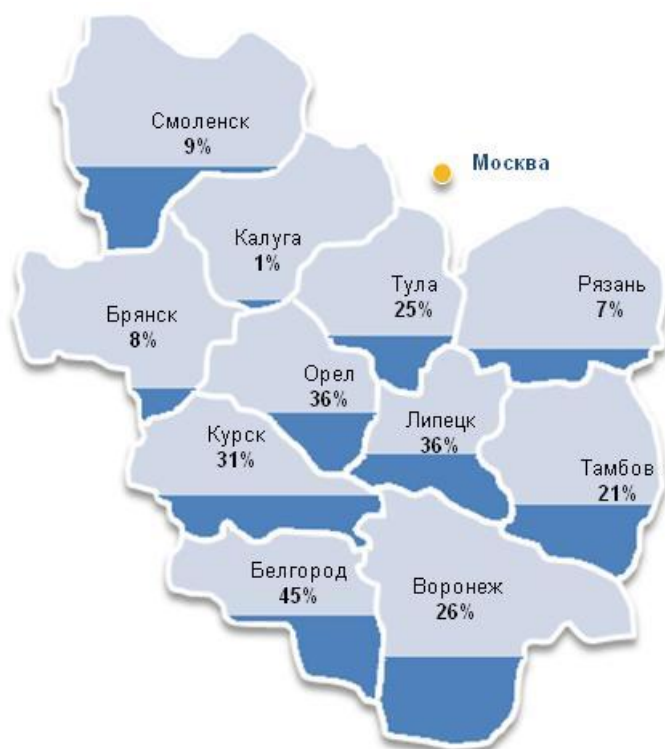 Смоленск
9%
Москва
Калуга
1%
Тула
25%
Рязань
7%
Брянск
8%
Орел
36%
Липецк
36%
Курск
31%
Тамбов
21%
Белгород
45%
Воронеж
26%